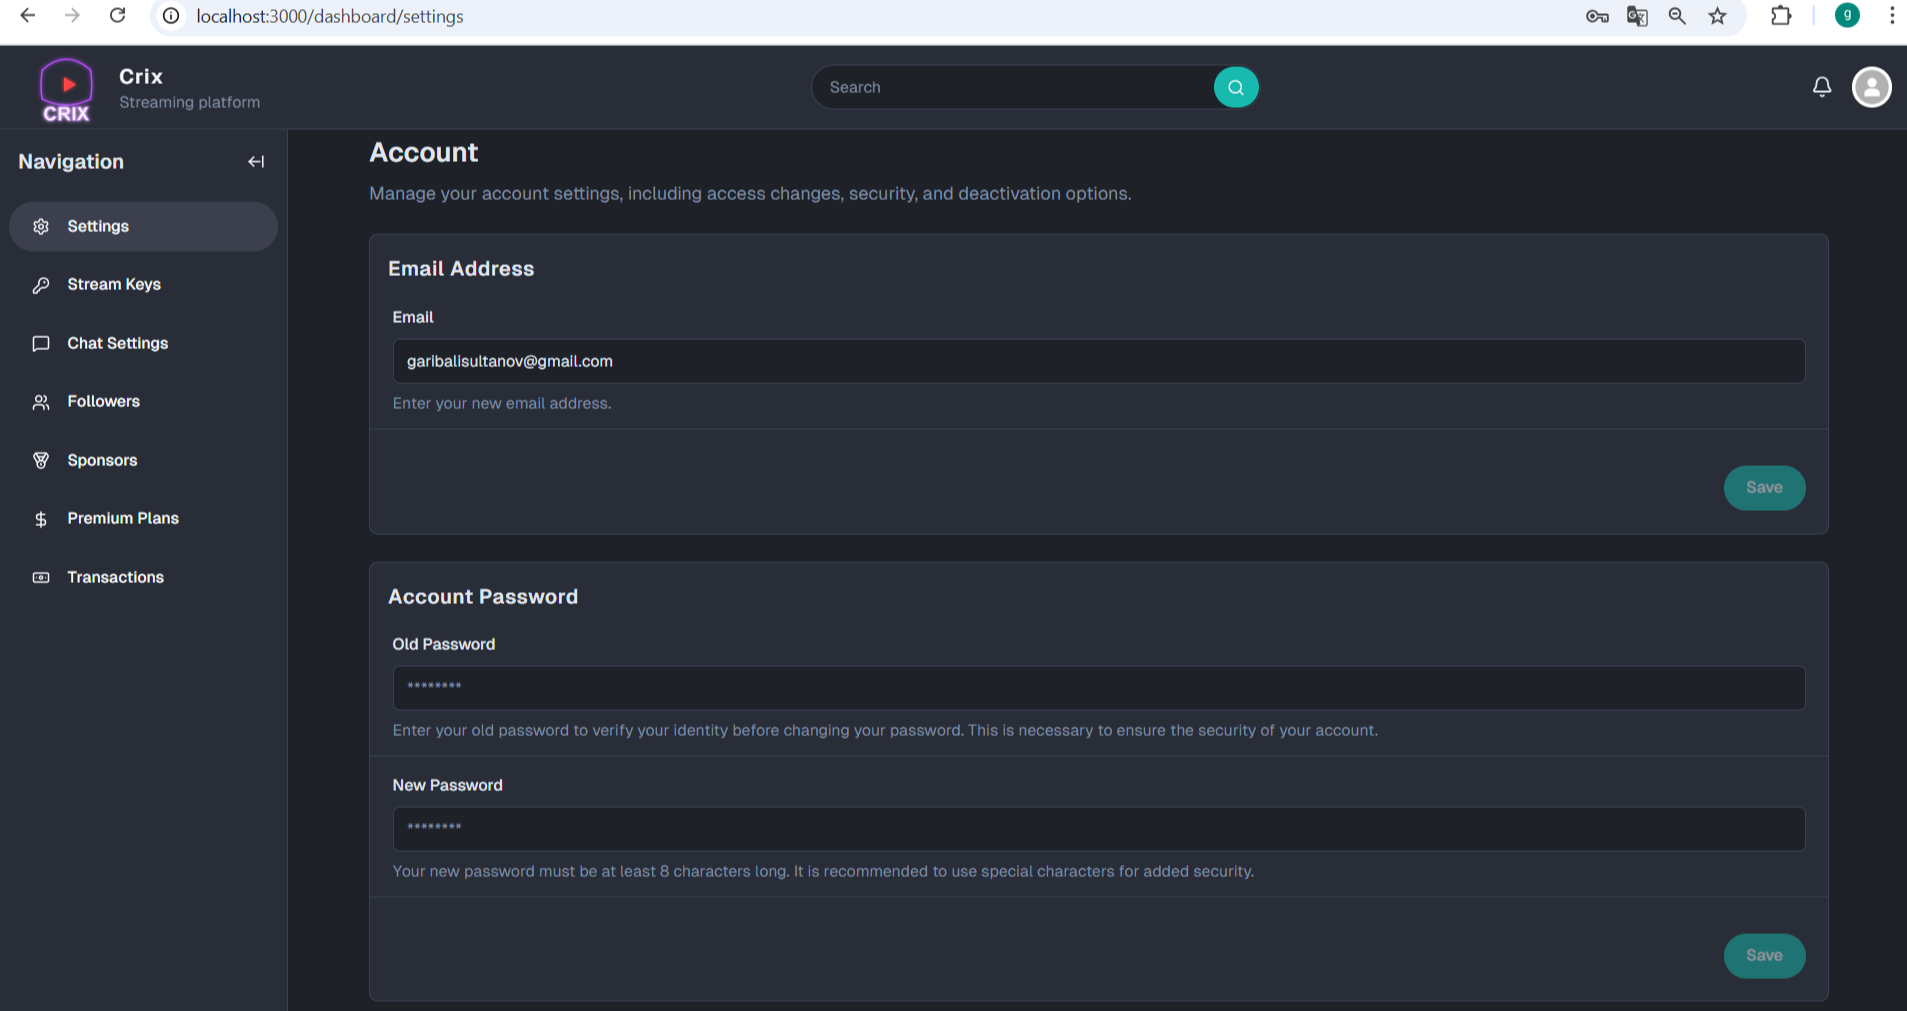 localhost:3000/dashboard/settings
g
CRIX
Crix
Streaming platform
Search
Navigation
Settings
Stream Keys
Chat Settings
Followers
Sponsors
Premium Plans
Transactions
Account
Manage your account settings, including access changes, security, and deactivation options.
Email Address
Email
garibalisultanov@gmail.com
Enter your new email address.
Save
Account Password
Old Password
********
Enter your old password to verify your identity before changing your password. This is necessary to ensure the security of your account.
New Password
********
Your new password must be at least 8 characters long. It is recommended to use special characters for added security.
Save